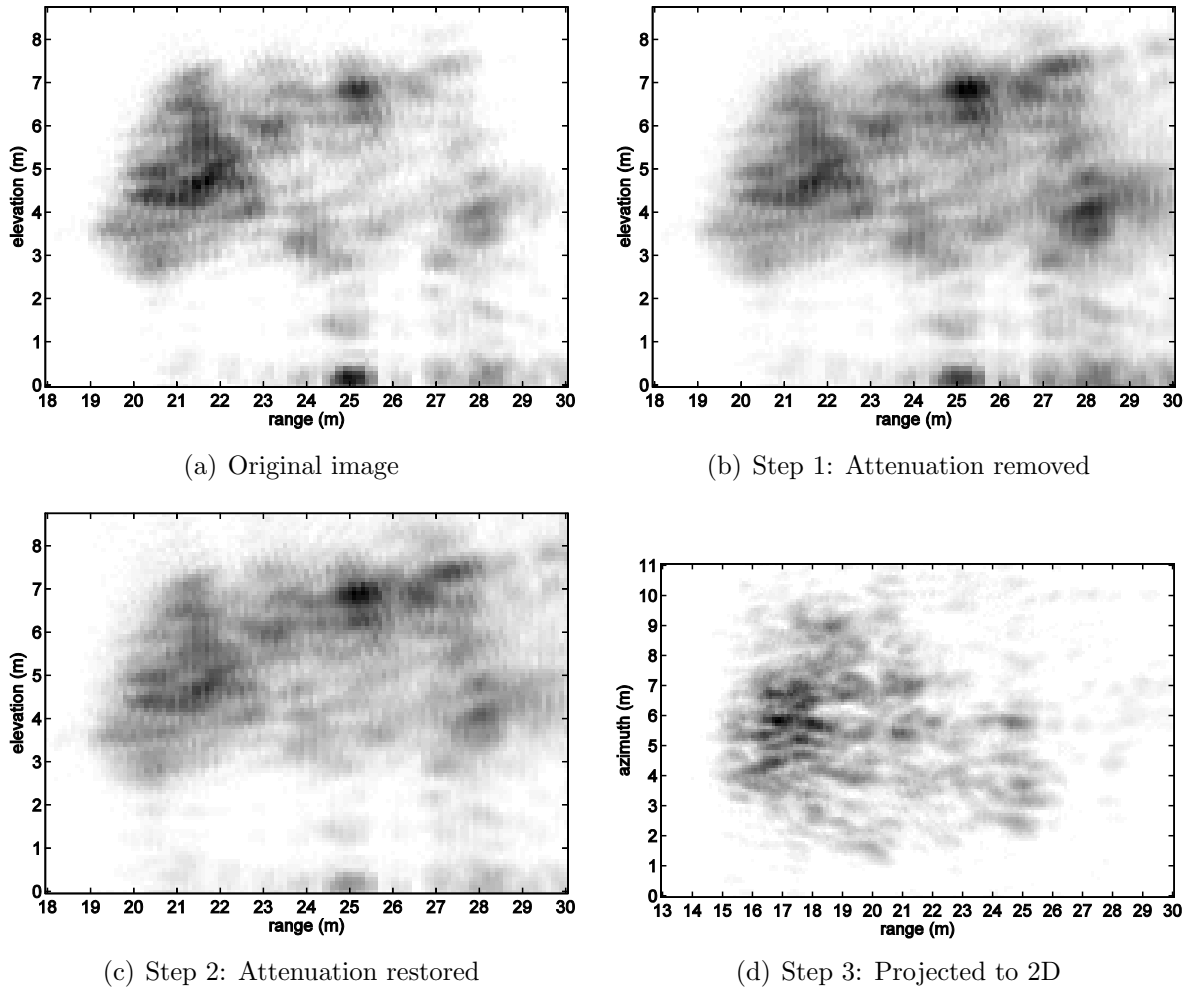 8
7
6
5
4
3
2
1
0
elevation (m)
18 19 20 21 22 23 24 25 26 27 28 29 30
range (m)
(a) Original image
8
7
6
5
4
3
2
1
0
elevation (m)
18 19 20 21 22 23 24 25 26 27 28 29 30
range (m)
(b) Step 1: Attenuation removed
8
7
6
5
4
3
2
1
0
elevation (m)
18 19 20 21 22 23 24 25 26 27 28 29 30
range (m)
(c) Step 2: Attenuation restored
11
10
9
8
7
6
5
4
3
2
1
0
azimuth (m)
13 14 15 16 17 18 19 20 21 22 23 24 25 26 27 28 29 30
range (m)
(d) Step 3: Projected to 2D